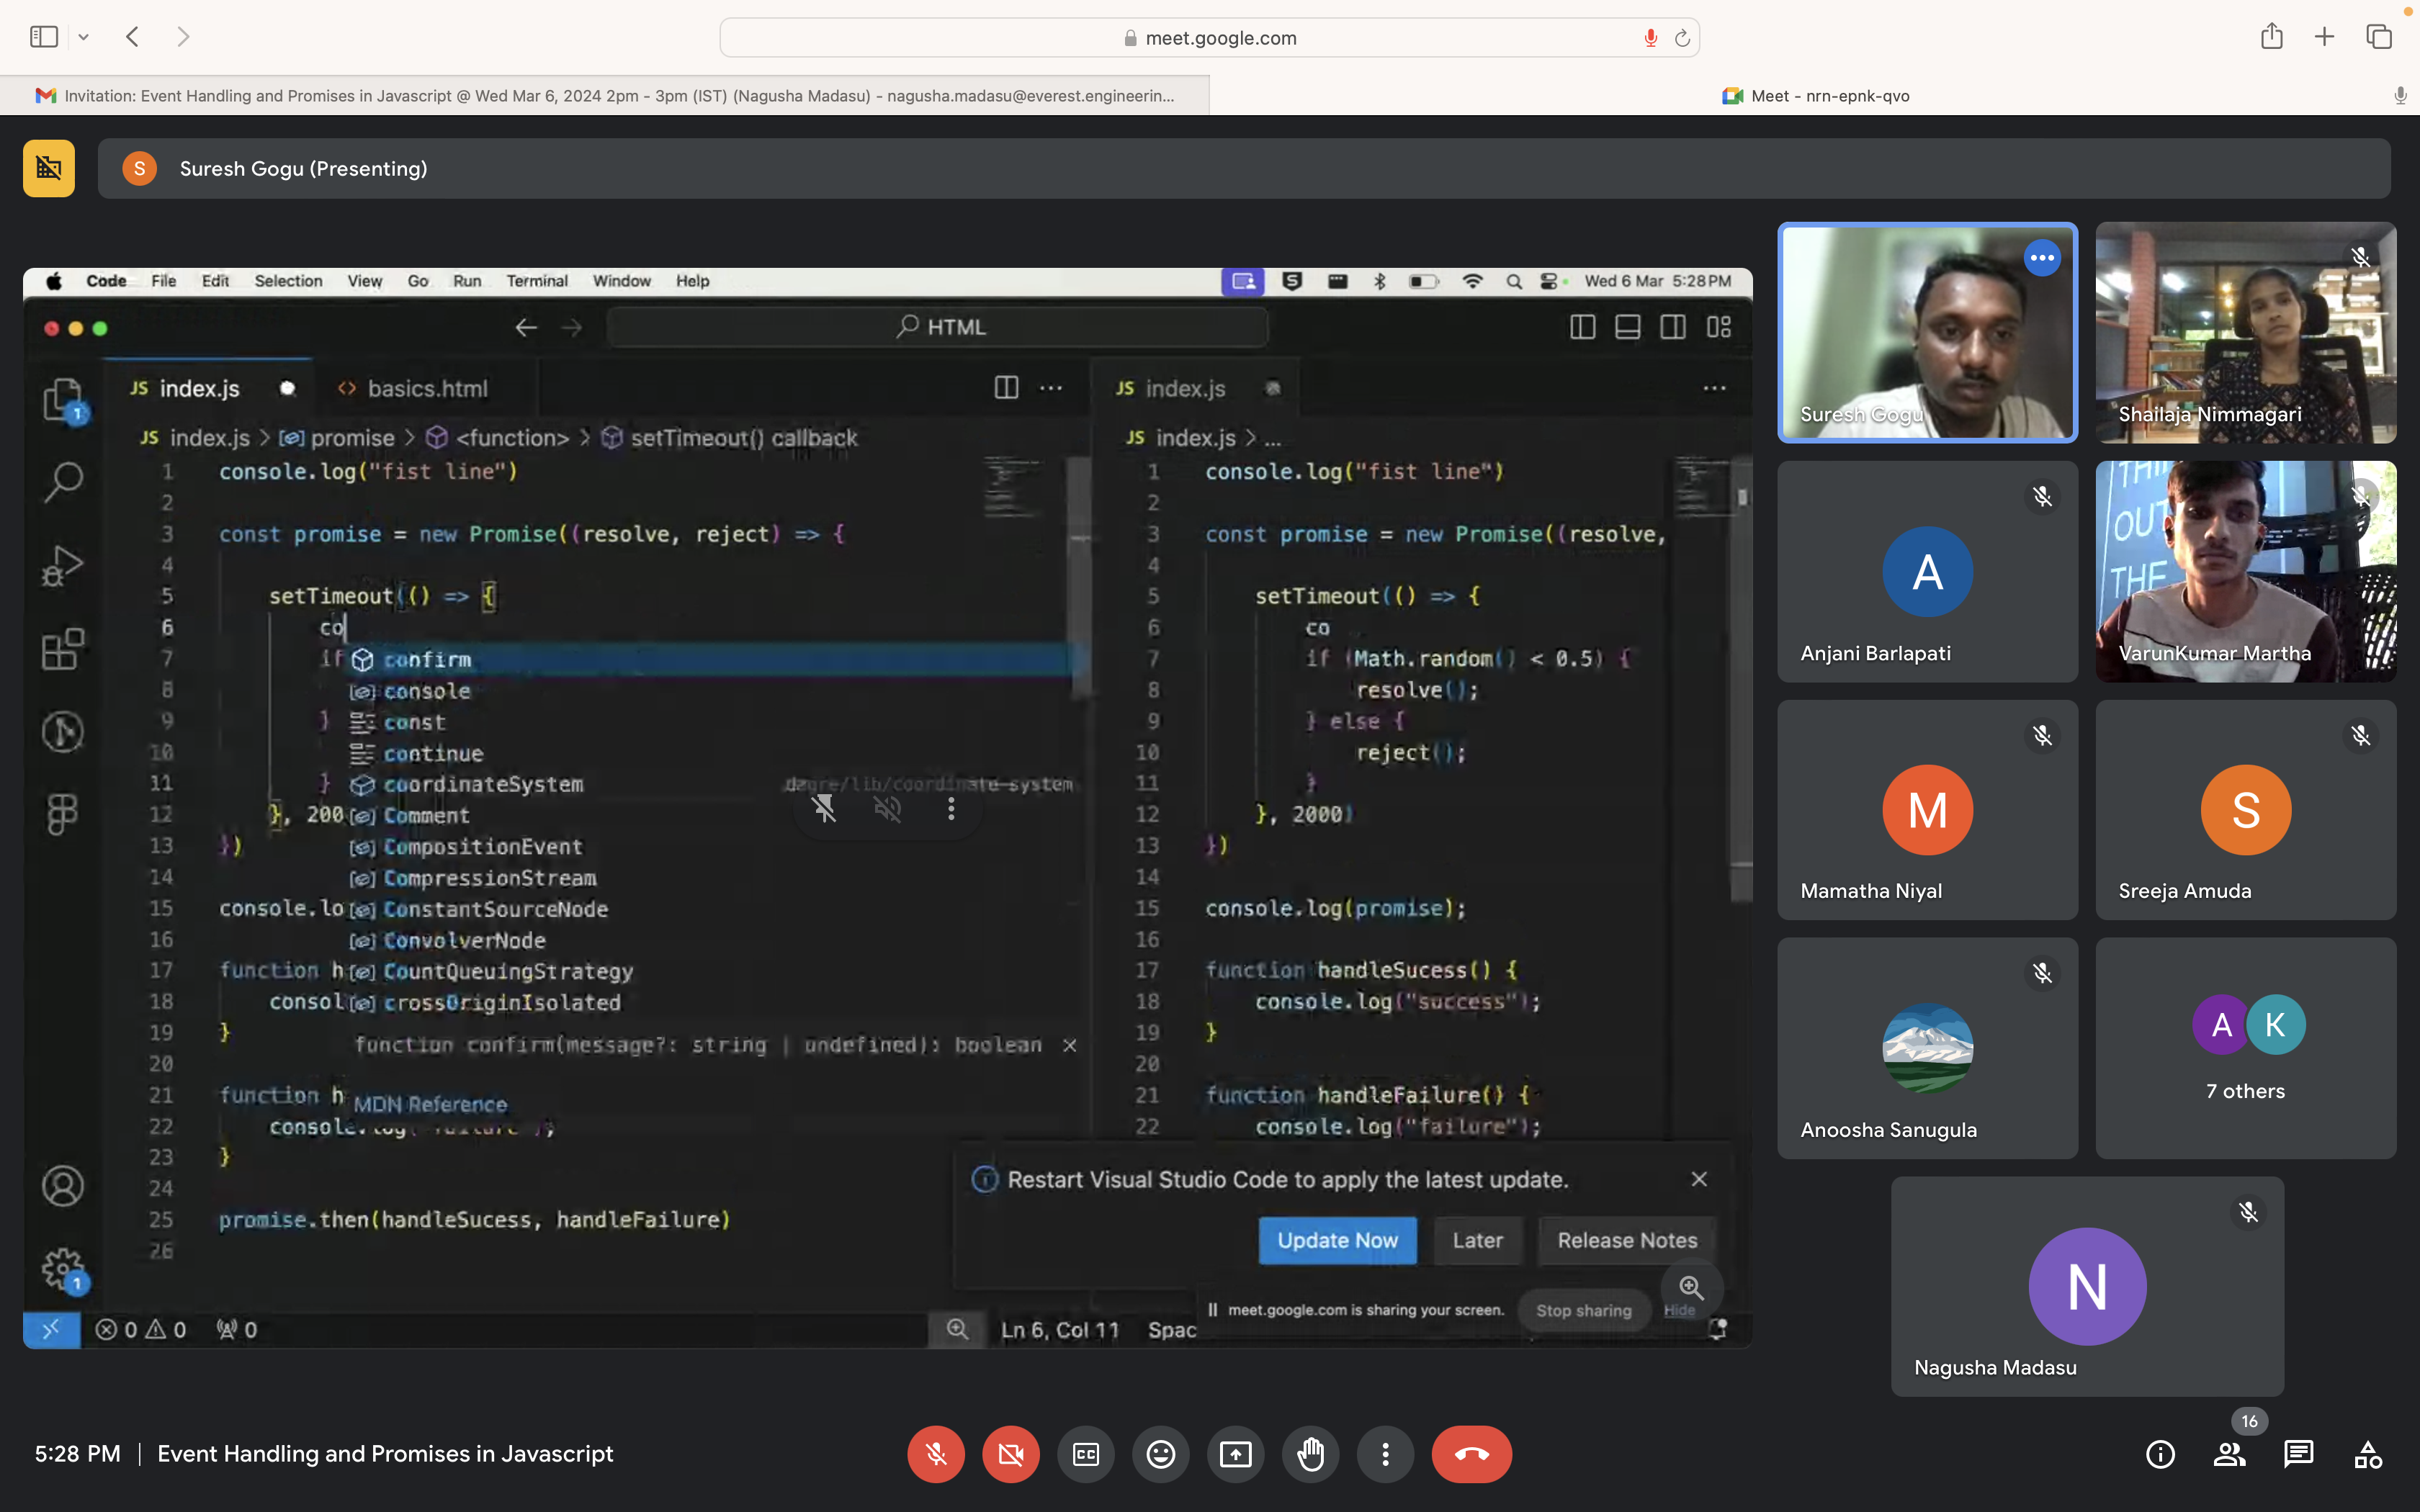 meet.google.com
Invitation: Event Handling and Promises in Javascript @ Wed Mar 6, 2024 2pm - 3pm (IST) (Nagusha Madasu) - nagusha.madasu@everest.engineerin...
Meet - nrn-epnk-qvo
S
Suresh Gogu (Presenting)
Code File Edit Selection View Go Run Terminal Window Help
Wed 6 Mar 5:28 PM
HTML
JS index.js
<> basics.html
JS index.js > promise > <function> > setTimeout() callback
1 console.log("fist line")
2
3 const promise = new Promise((resolve, reject) => {
4
5 setTimeout(() => {
6 co
7 if
8
9 }
10
11 }
12 }, 200
13 })
14
15 console.lo
16
17 function h
18 consol
19 }
20
21 function h
22 console.log("failure");
23 }
24
25 promise.then(handleSucess, handleFailure)
26
confirm
console
const
continue
coordinateSystem dagre/lib/coordinate-system
Comment
CompositionEvent
CompressionStream
ConstantSourceNode
ConvolverNode
CountQueuingStrategy
crossOriginIsolated
function confirm(message?: string | undefined): boolean
MDN Reference
JS index.js
JS index.js > ...
1 console.log("fist line")
2
3 const promise = new Promise((resolve,
4
5 setTimeout(() => {
6 co
7 if (Math.random() < 0.5) {
8 resolve();
9 } else {
10 reject();
11 }
12 }, 2000)
13 })
14
15 console.log(promise);
16
17 function handleSucess() {
18 console.log("success");
19 }
20
21 function handleFailure() {
22 console.log("failure");
Restart Visual Studio Code to apply the latest update.
Update Now
Later
Release Notes
meet.google.com is sharing your screen.
Stop sharing
Hide
1
1
0 0 0
Ln 6, Col 11
Spac
Suresh Gogu
Shailaja Nimmagari
A
Anjani Barlapati
OUT
THE
VarunKumar Martha
M
Mamatha Niyal
S
Sreeja Amuda
Anoosha Sanugula
A K
7 others
N
Nagusha Madasu
5:28 PM | Event Handling and Promises in Javascript
CC
16